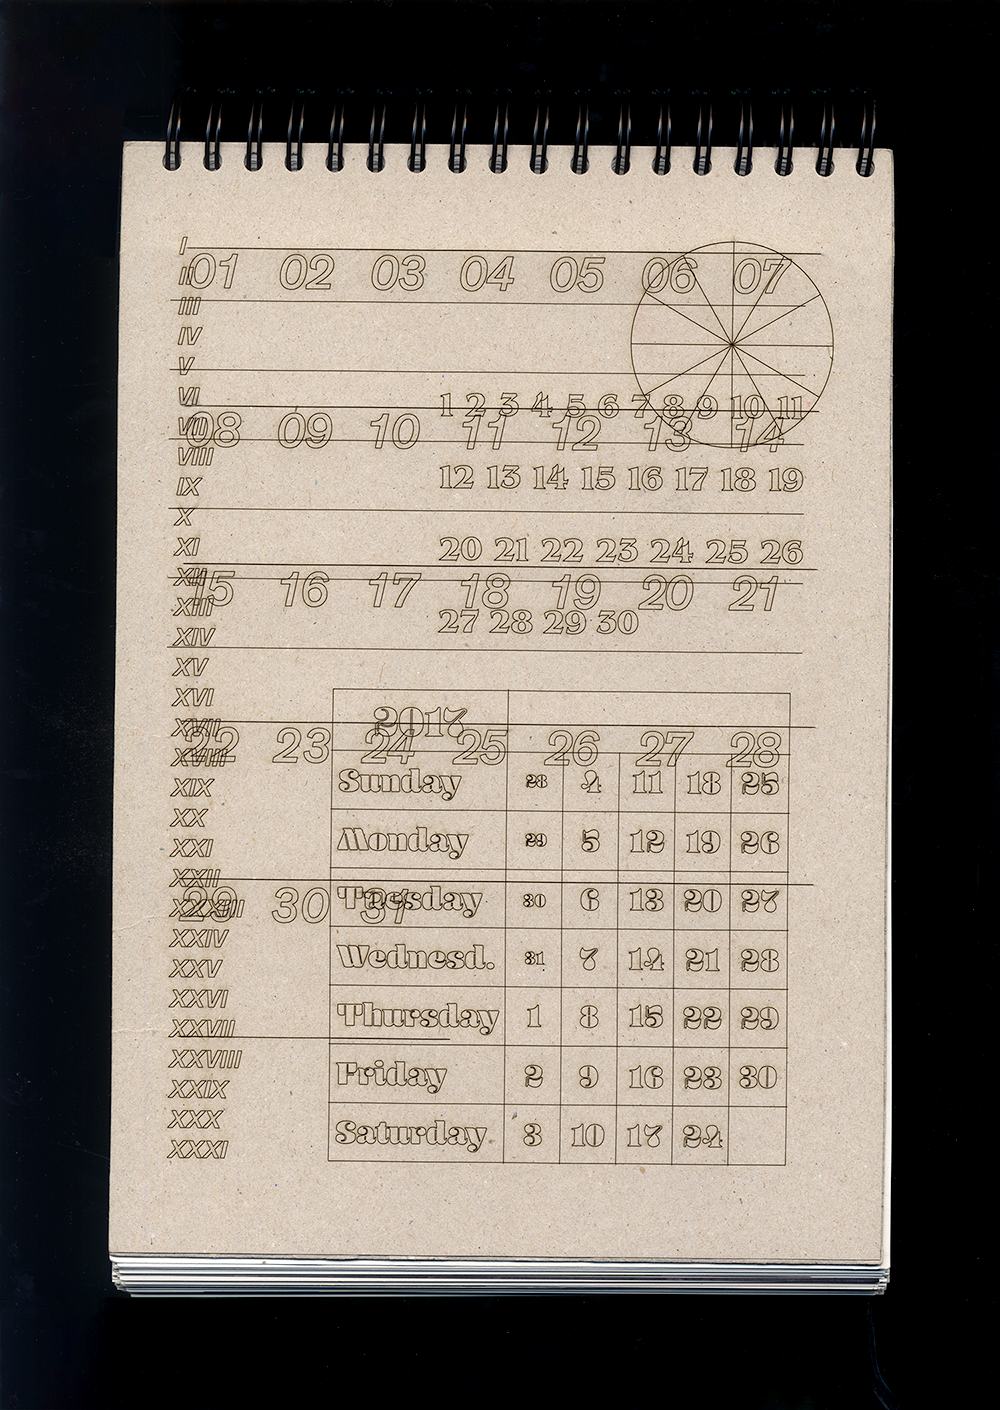 I
01 02 03 04 05 06 07
II
III
IV
V
VI
1 2 3 4 5 6 7 8 9 10 11
VII
08 09 10 11 12 13 14
VIII
12 13 14 15 16 17 18 19
IX
X
XI
20 21 22 23 24 25 26
XII
15 16 17 18 19 20 21
XIII
27 28 29 30
XIV
XV
XVI
2017
XVII
22 23 24 25 26 27 28
XVIII
Sunday 28 4 11 18 25
XIX
XX
Monday 29 5 12 19 26
XXI
XXII
Tuesday 30 6 13 20 27
29 30 31
XXXIII
XXIV
Wednesd. 31 7 14 21 28
XXV
XXVI
Thursday 1 8 15 22 29
XXVII
XXVIII
Friday 2 9 16 23 30
XXIX
XXX
Saturday 3 10 17 24
XXXI